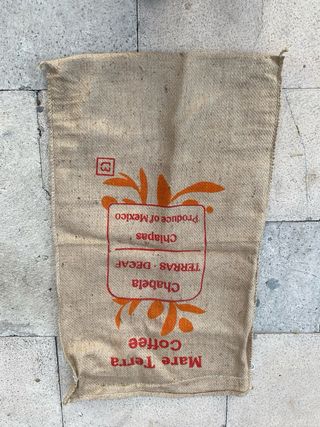 Mare Terra
Coffee
Chabela
TERRAS · DECAF
Chiapas
Produce of Mexico